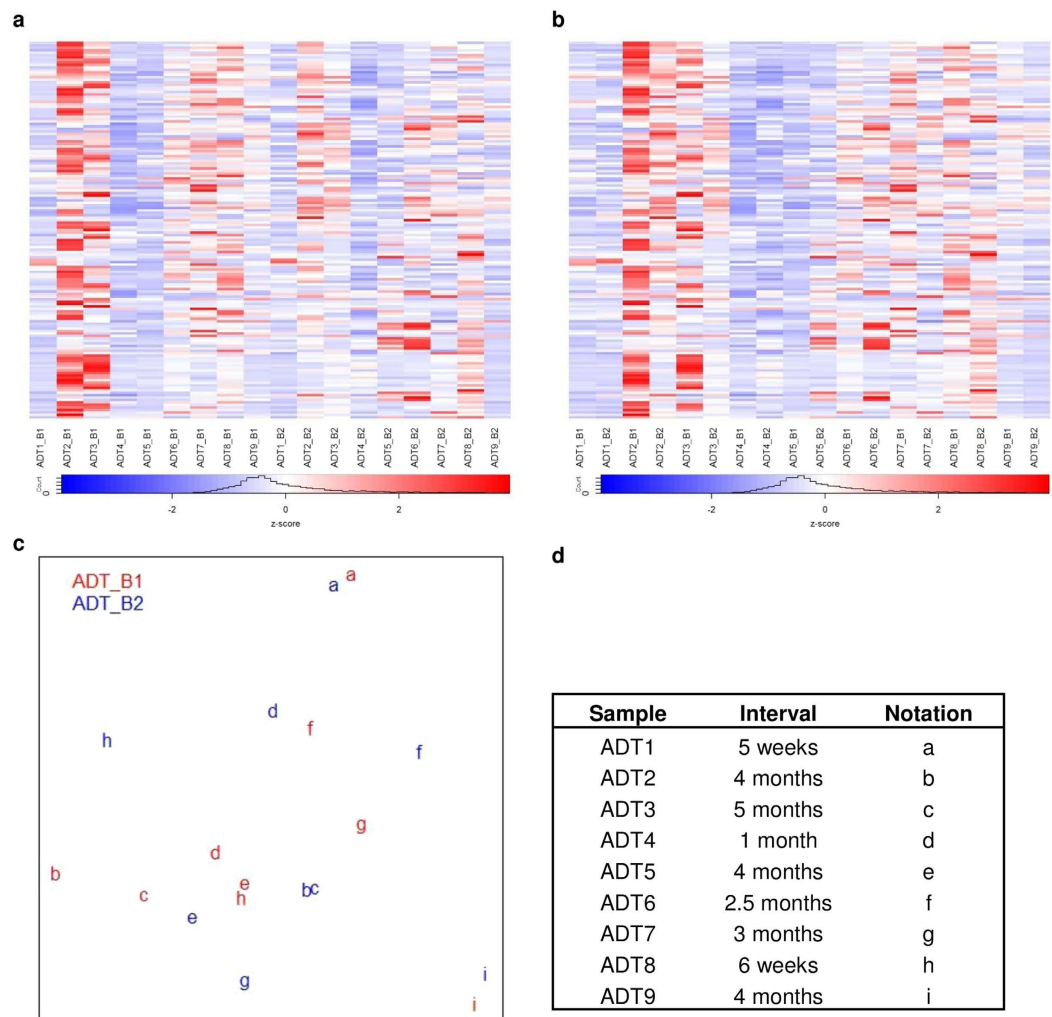 a
b
ADT1_B1 ADT2_B1 ADT3_B1 ADT4_B1 ADT5_B1 ADT6_B1 ADT7_B1 ADT8_B1 ADT9_B1 ADT1_B2 ADT2_B2 ADT3_B2 ADT4_B2 ADT5_B2 ADT6_B2 ADT7_B2 ADT8_B2 ADT9_B2
Count
0
-2 0 2
z-score
ADT1_B1 ADT1_B2 ADT2_B1 ADT2_B2 ADT3_B1 ADT3_B2 ADT4_B1 ADT4_B2 ADT5_B1 ADT5_B2 ADT6_B1 ADT6_B2 ADT7_B1 ADT7_B2 ADT8_B1 ADT8_B2 ADT9_B1 ADT9_B2
Count
0
-2 0 2
z-score
c
ADT_B1
ADT_B2
a a
d
f
h
f
g
d
b
e
c
h
b c
e
g
i
i
d
Sample Interval Notation
ADT1 5 weeks a
ADT2 4 months b
ADT3 5 months c
ADT4 1 month d
ADT5 4 months e
ADT6 2.5 months f
ADT7 3 months g
ADT8 6 weeks h
ADT9 4 months i